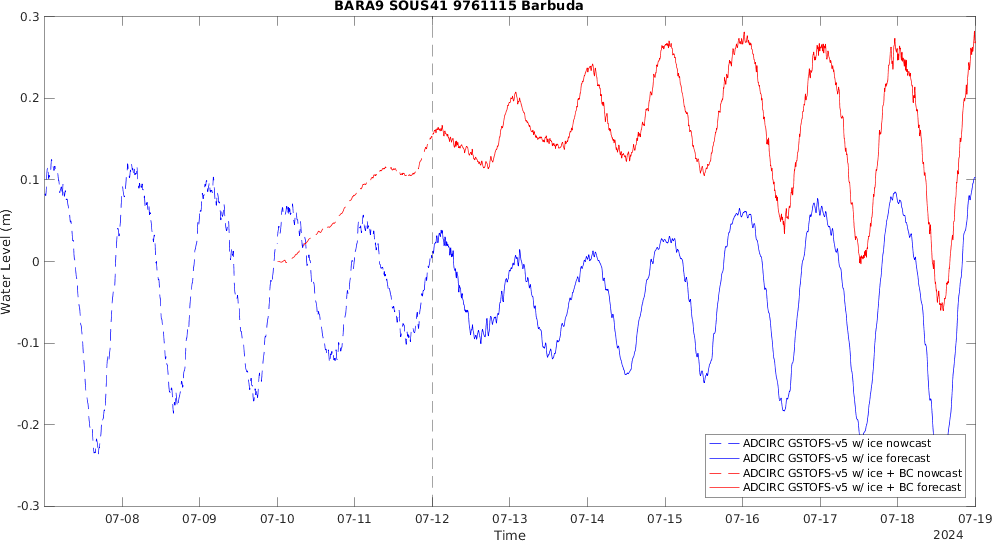 BARA9 SOUS41 9761115 Barbuda
Water Level (m)
0.3
0.2
0.1
0
-0.1
-0.2
-0.3
ADCIRC GSTOFS-v5 w/ ice nowcast
ADCIRC GSTOFS-v5 w/ ice forecast
ADCIRC GSTOFS-v5 w/ ice + BC nowcast
ADCIRC GSTOFS-v5 w/ ice + BC forecast
07-08 07-09 07-10 07-11 07-12 07-13 07-14 07-15 07-16 07-17 07-18 07-19
Time
2024